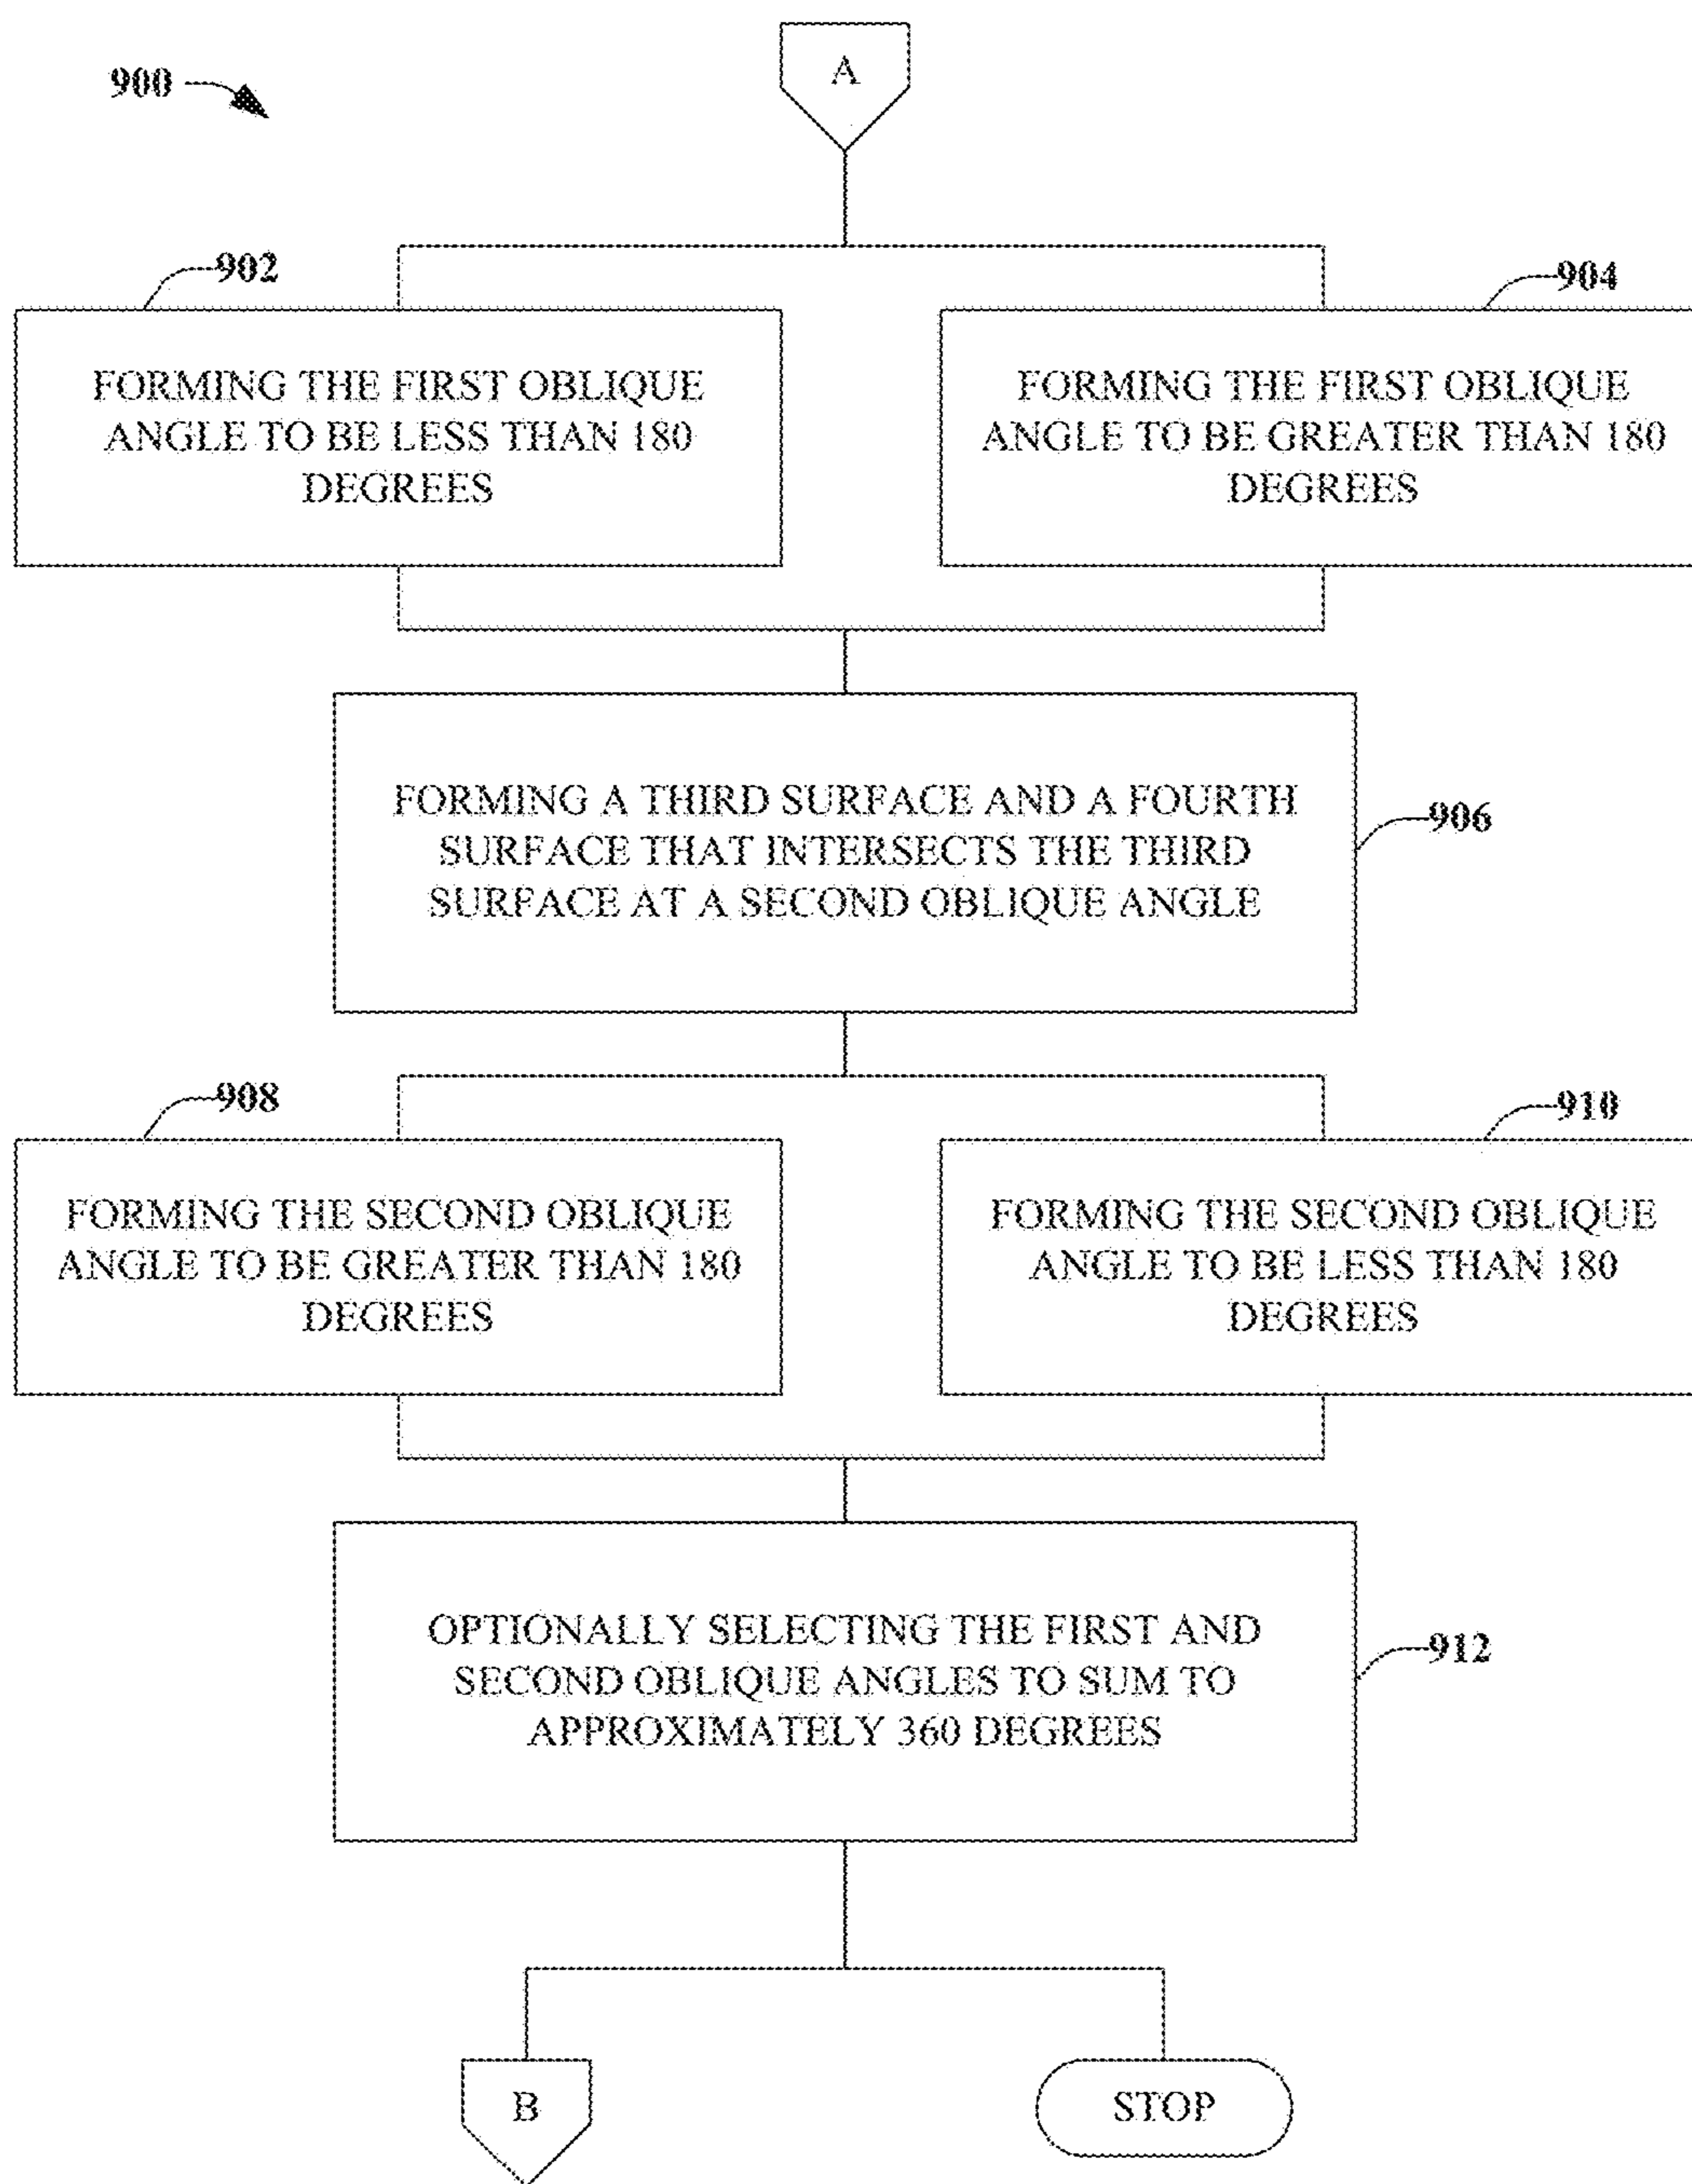 A
900
902
904
FORMING THE FIRST OBLIQUE
ANGLE TO BE LESS THAN 180
DEGREES
FORMING THE FIRST OBLIQUE
ANGLE TO BE GREATER THAN 180
DEGREES
FORMING A THIRD SURFACE AND A FOURTH
SURFACE THAT INTERSECTS THE THIRD
SURFACE AT A SECOND OBLIQUE ANGLE
906
908
910
FORMING THE SECOND OBLIQUE
ANGLE TO BE GREATER THAN 180
DEGREES
FORMING THE SECOND OBLIQUE
ANGLE TO BE LESS THAN 180
DEGREES
OPTIONALLY SELECTING THE FIRST AND
SECOND OBLIQUE ANGLES TO SUM TO
APPROXIMATELY 360 DEGREES
912
B
STOP